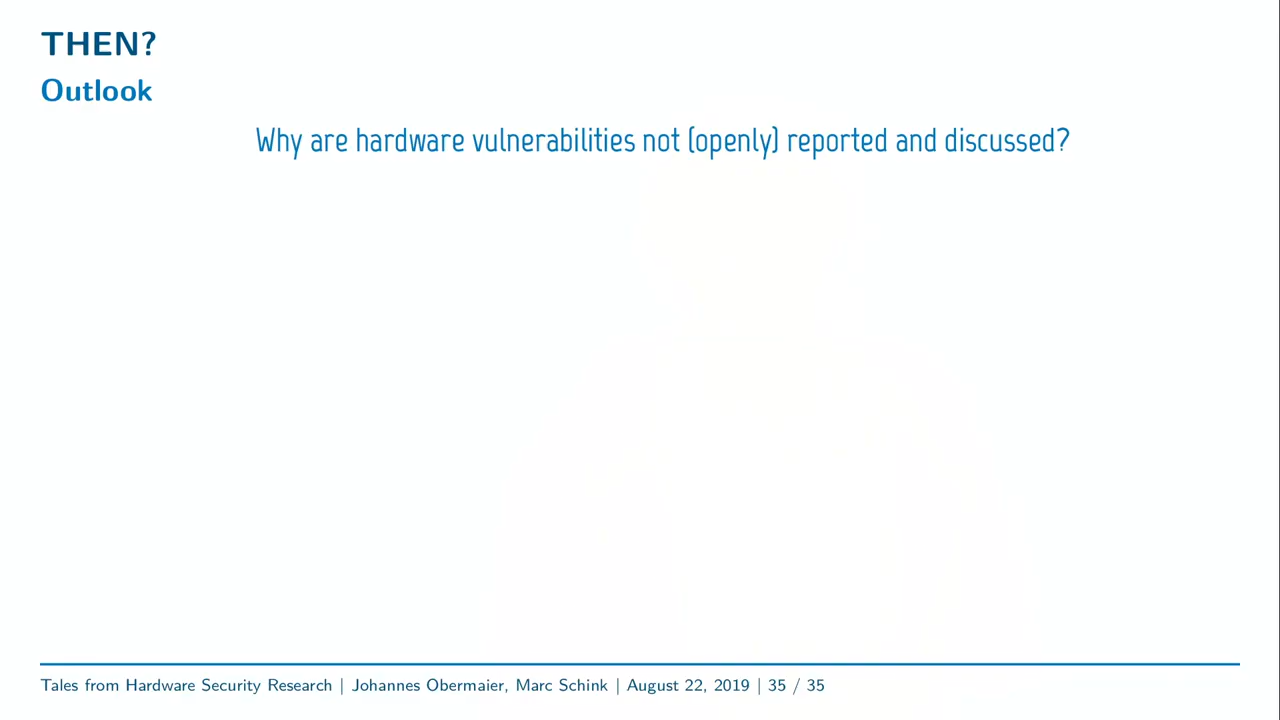 THEN?
Outlook
Why are hardware vulnerabilities not (openly) reported and discussed?
Tales from Hardware Security Research | Johannes Obermaier, Marc Schink | August 22, 2019 | 35 / 35